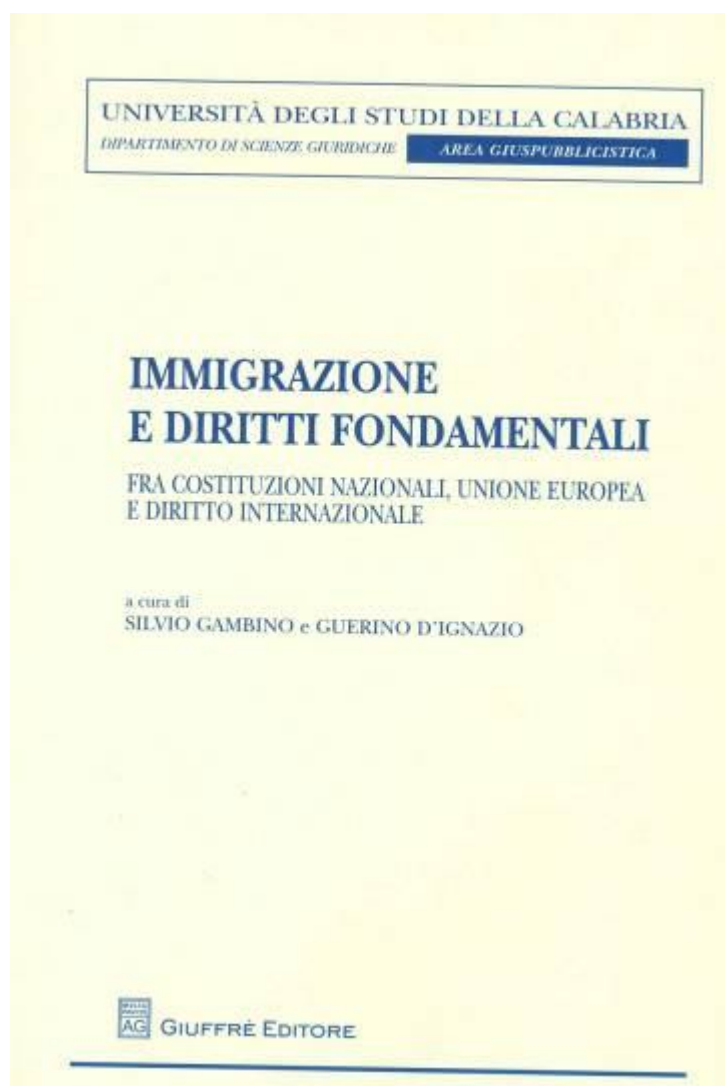 UNIVERSITÀ DEGLI STUDI DELLA CALABRIA
DIPARTIMENTO DI SCIENZE GIURIDICHE AREA GIUSPUBBLICISTICA
IMMIGRAZIONE
E DIRITTI FONDAMENTALI
FRA COSTITUZIONI NAZIONALI, UNIONE EUROPEA
E DIRITTO INTERNAZIONALE
a cura di
SILVIO GAMBINO e GUERINO D'IGNAZIO
AG GIUFFRÈ EDITORE